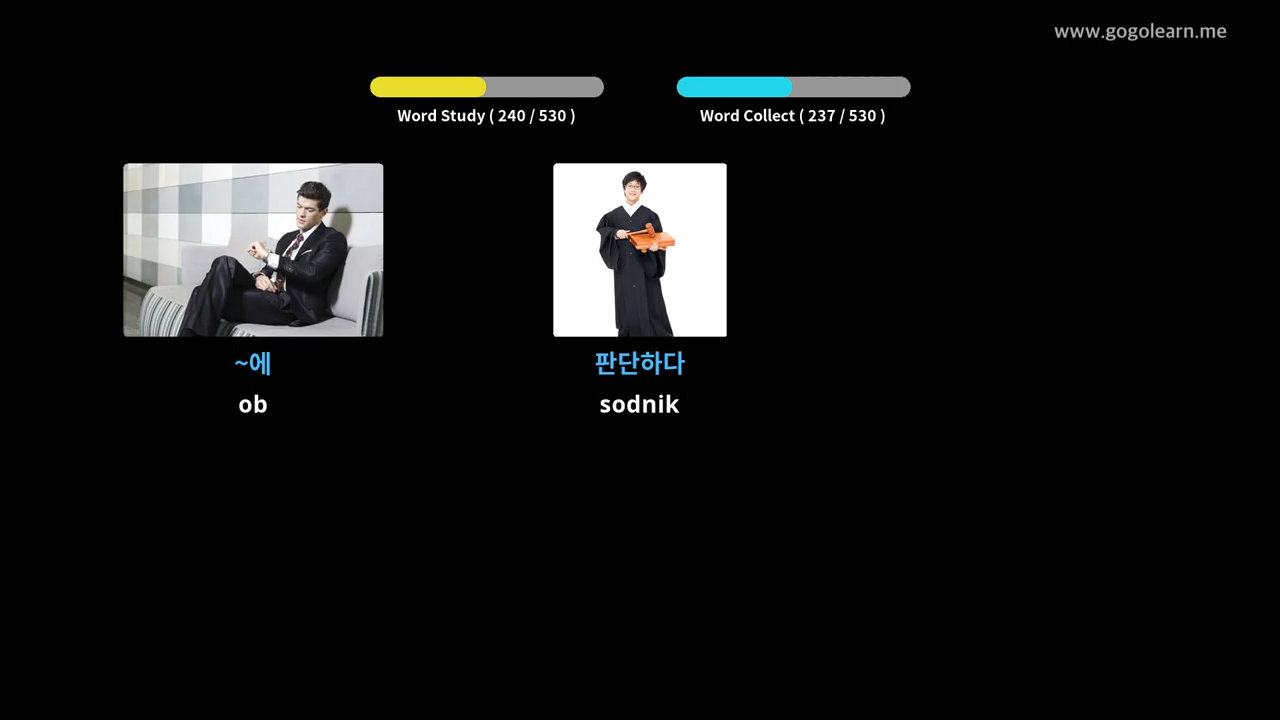 www.gogolearn.me
Word Study ( 240 / 530 )
Word Collect ( 237 / 530 )
~에
판단하다
ob
sodnik